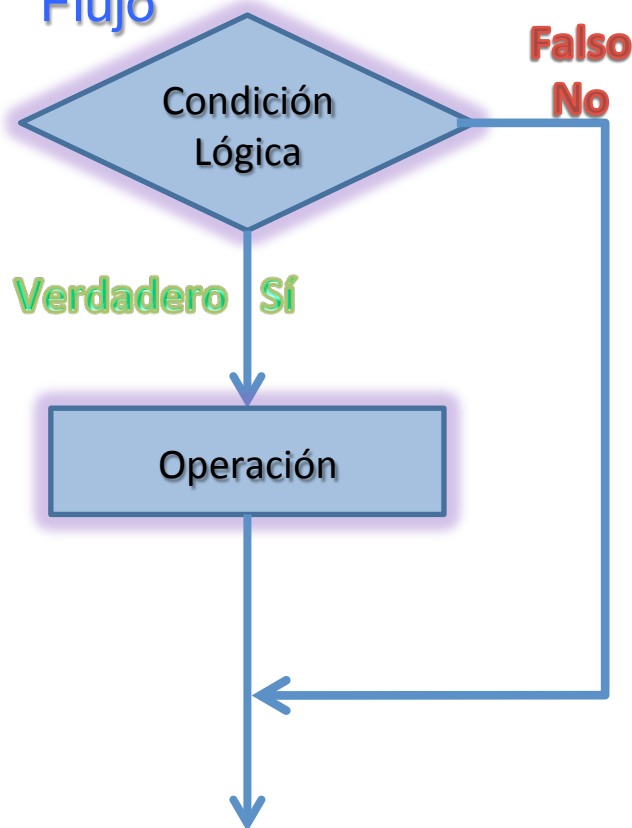 Flujo
Falso
No
Condición
Lógica
Verdadero Sí
Operación